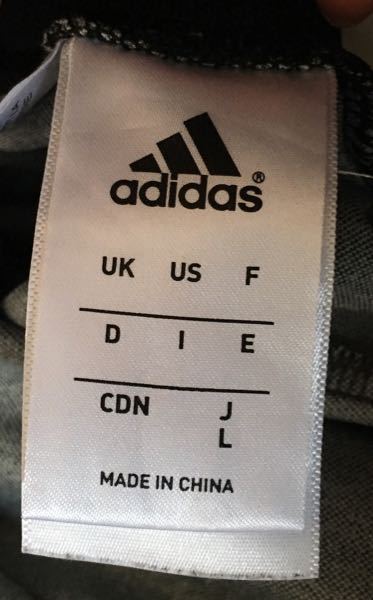 adidas®
UK US F
D I E
CDN J
L
MADE IN CHINA